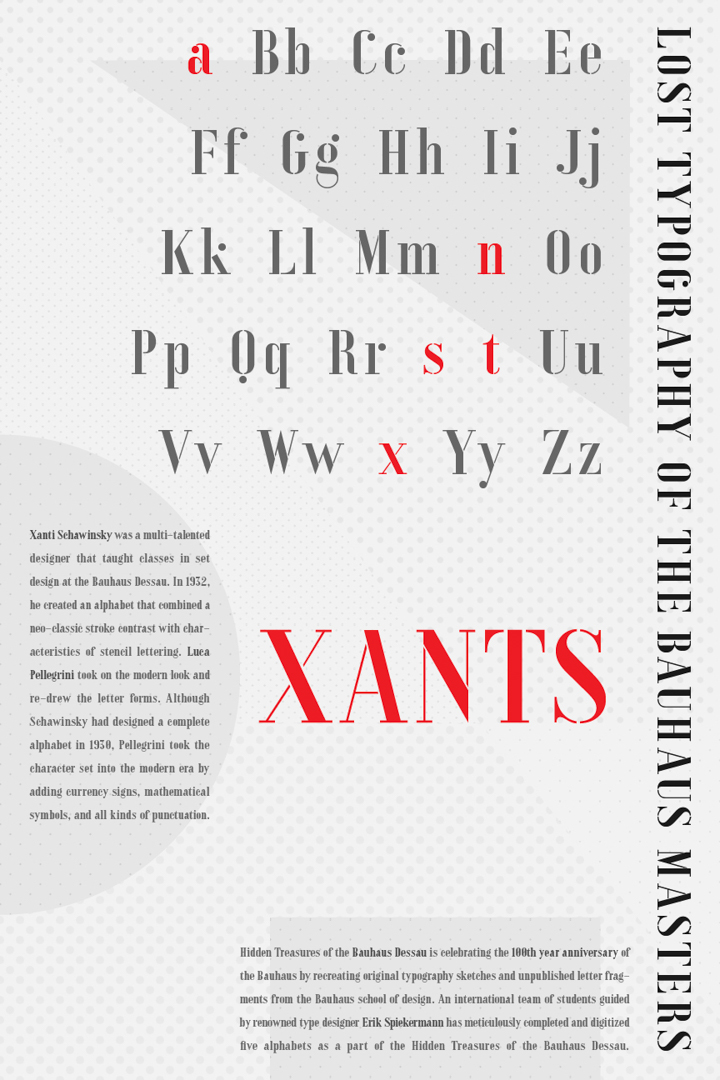 a Bb Cc Dd Ee
Ff Gg Hh Ii Jj
Kk Ll Mm n Oo
Pp Qq Rr s t Uu
Vv Ww x Yy Zz
LOST TYPOGRAPHY OF THE BAUHAUS MASTERS
Xanti Schawinsky was a multi-talented
designer that taught classes in set
design at the Bauhaus Dessau. In 1932,
he created an alphabet that combined a
neo-classic stroke contrast with char-
acteristics of stencil lettering. Luca
Pellegrini took on the modern look and
re-drew the letter forms. Although
Schawinsky had designed a complete
alphabet in 1930, Pellegrini took the
character set into the modern era by
adding currency signs, mathematical
symbols, and all kinds of punctuation.
XANTS
Hidden Treasures of the Bauhaus Dessau is celebrating the 100th year anniversary of
the Bauhaus by recreating original typography sketches and unpublished letter frag-
ments from the Bauhaus school of design. An international team of students guided
by renowned type designer Erik Spiekermann has meticulously completed and digitized
five alphabets as a part of the Hidden Treasures of the Bauhaus Dessau.